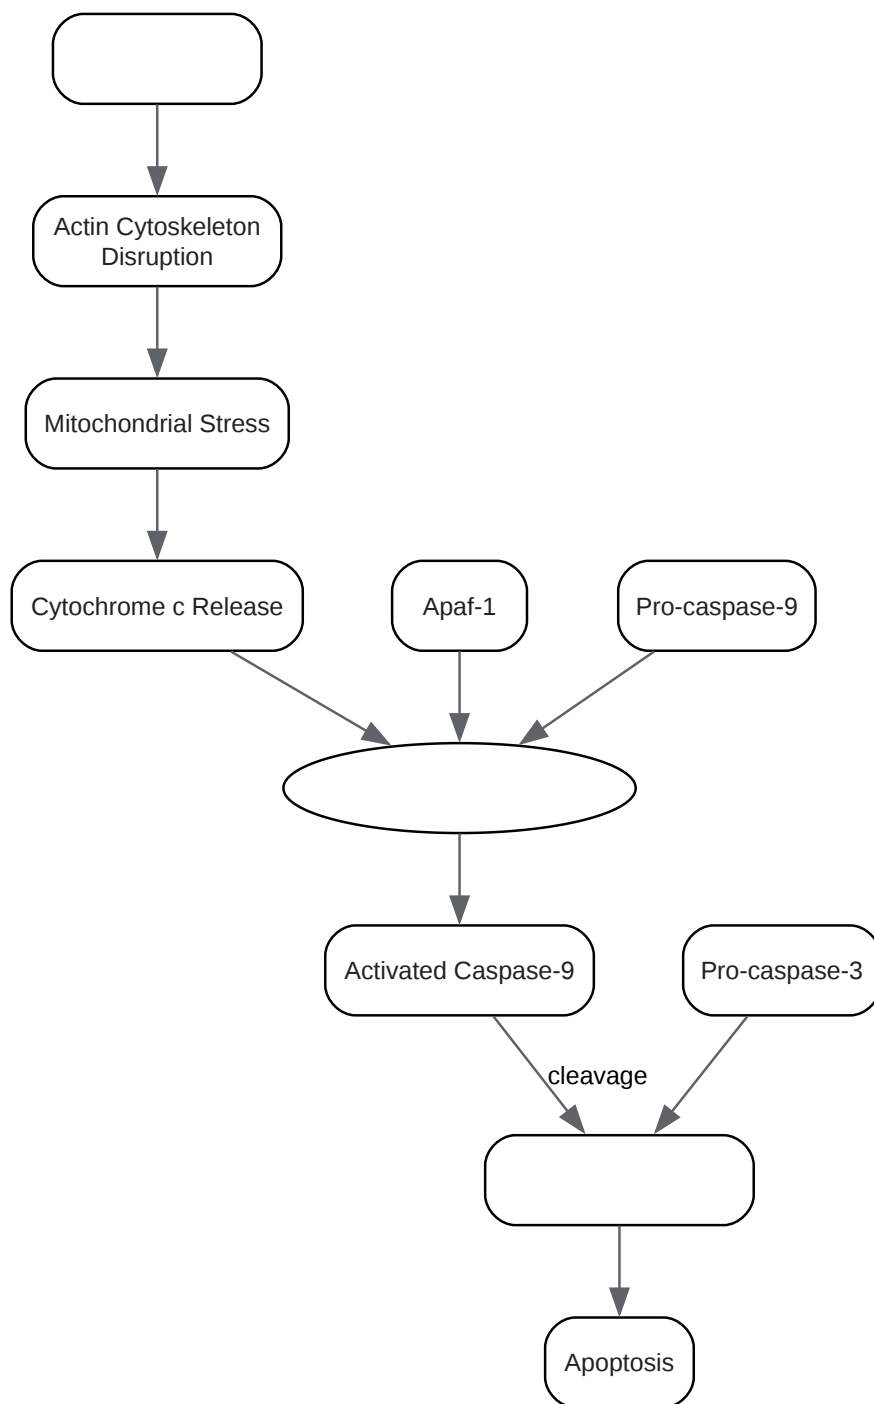 Actin Cytoskeleton
Disruption
Mitochondrial Stress
Cytochrome c Release
Apaf-1
Pro-caspase-9
Activated Caspase-9
Pro-caspase-3
cleavage
Apoptosis